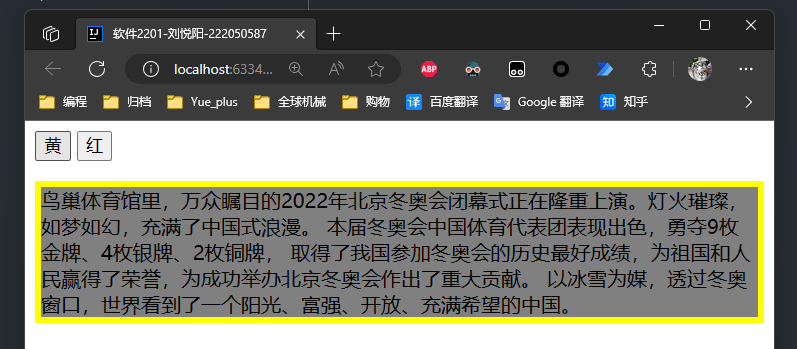 软件2201-刘悦阳-222050587
localhost:6334...
ABP
编程 归档 Yue_plus 全球机械 购物 译 百度翻译 Google 翻译 知 知乎
黄 红
鸟巢体育馆里，万众瞩目的2022年北京冬奥会闭幕式正在隆重上演。灯火璀璨，
如梦如幻，充满了中国式浪漫。 本届冬奥会中国体育代表团表现出色，勇夺9枚
金牌、4枚银牌、2枚铜牌， 取得了我国参加冬奥会的历史最好成绩，为祖国和人
民赢得了荣誉，为成功举办北京冬奥会作出了重大贡献。 以冰雪为媒，透过冬奥
窗口，世界看到了一个阳光、富强、开放、充满希望的中国。